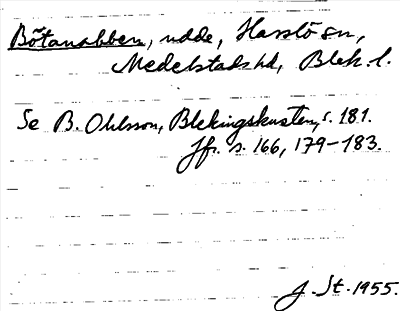 Bötanabben, udde, Hasslö sn,
Medelstads hd, Blek. l.
Se B. Ohlsson, Blekingskusten, s. 181.
Jfr s. 166, 179-183.
J. St. 1955.